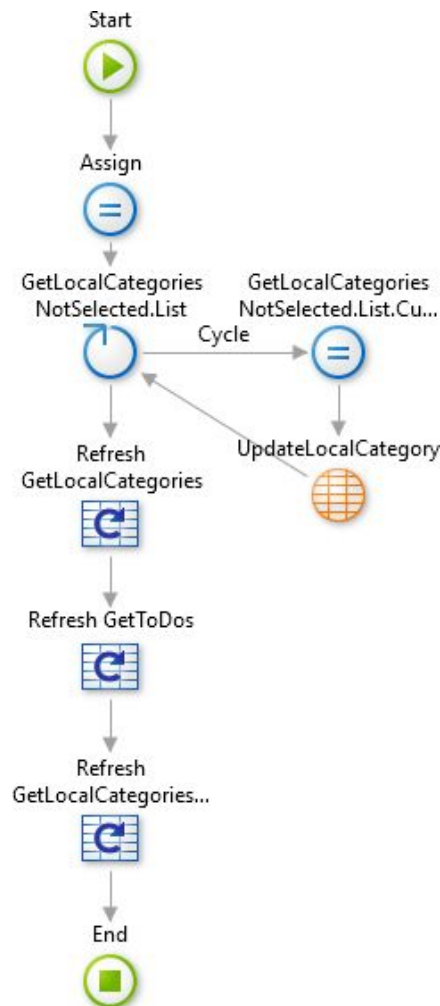 Start
Assign
GetLocalCategories
NotSelected.List
Cycle
GetLocalCategories
NotSelected.List.Cu...
UpdateLocalCategory
Refresh
GetLocalCategories
Refresh GetToDos
Refresh
GetLocalCategories...
End